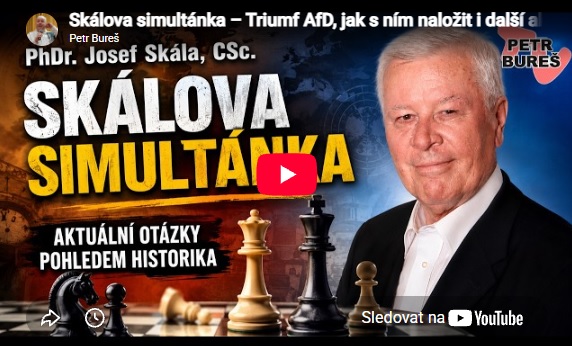 Skálova simultánka – Triumf AfD, jak s ním naložit i další a
Petr Bureš
PhDr. Josef Skála, CSc.
PETR
BUREŠ
SKÁLOVA
SIMULTÁNKA
AKTUÁLNÍ OTÁZKY
POHLEDEM HISTORIKA
Sledovat na YouTube